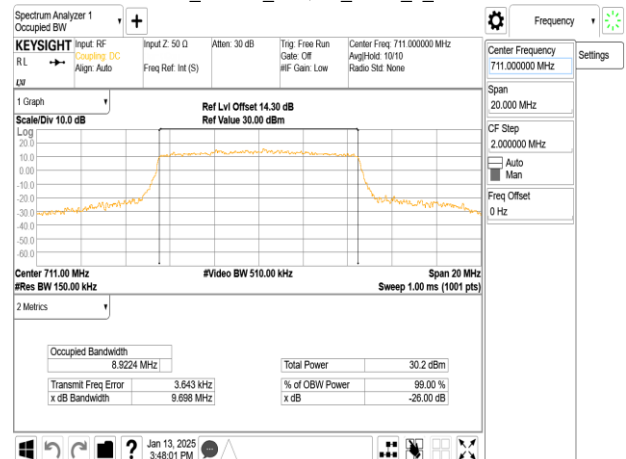 Spectrum Analyzer 1
Occupied BW
+
Frequency
KEYSIGHT Input: RF Input Z: 50 Ω Atten: 30 dB Trig: Free Run Center Freq: 711.000000 MHz
RL Coupling: DC Gate: Off Avg|Hold: 10/10
Align: Auto Freq Ref: Int (S) #IF Gain: Low Radio Std: None
LXI
Center Frequency
711.000000 MHz
Settings
Span
20.000 MHz
CF Step
2.000000 MHz
Auto
Man
Freq Offset
0 Hz
1 Graph
Ref Lvl Offset 14.30 dB
Scale/Div 10.0 dB Ref Value 30.00 dBm
Log
20.0
10.0
0.00
-10.0
-20.0
-30.0
-40.0
-50.0
-60.0
Center 711.00 MHz #Video BW 510.00 kHz Span 20 MHz
#Res BW 150.00 kHz Sweep 1.00 ms (1001 pts)
2 Metrics
Occupied Bandwidth
8.9224 MHz Total Power 30.2 dBm
Transmit Freq Error 3.643 kHz % of OBW Power 99.00 %
x dB Bandwidth 9.698 MHz x dB -26.00 dB
? Jan 13, 2025
3:48:01 PM